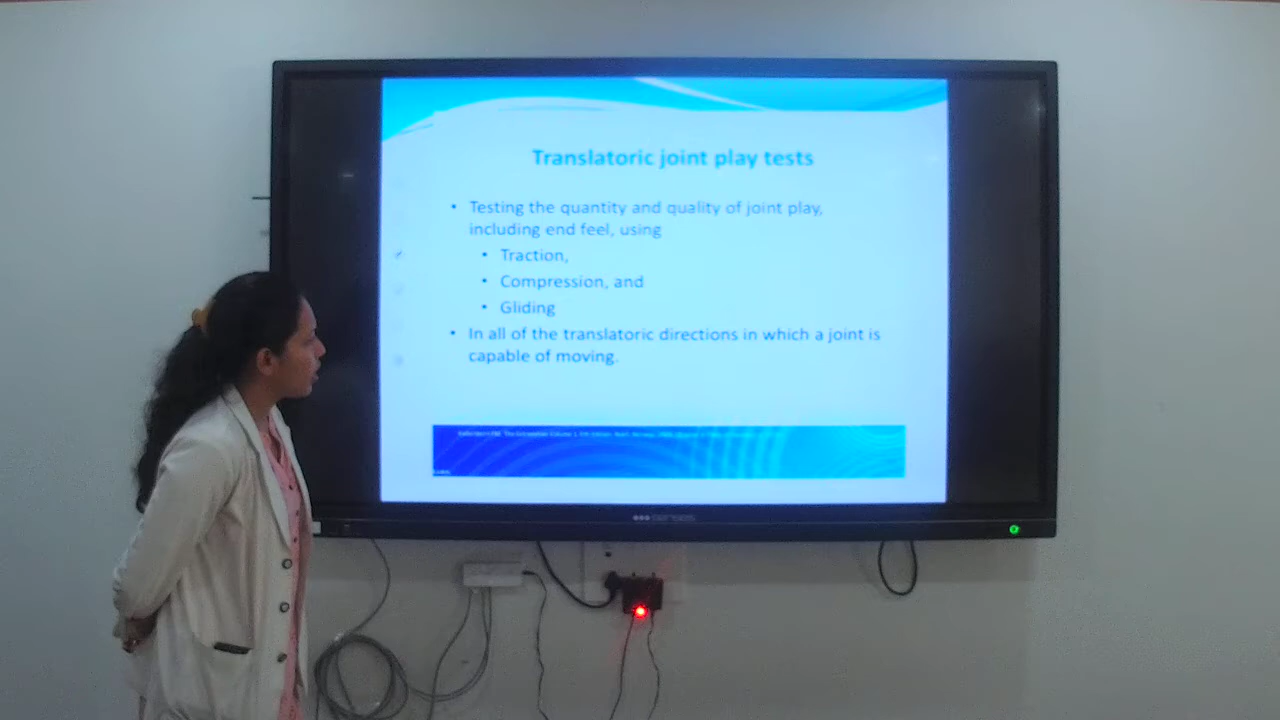 Translatoric joint play tests
• Testing the quantity and quality of joint play,
including end feel, using
• Traction,
• Compression, and
• Gliding
• In all of the translatoric directions in which a joint is
capable of moving.
senses